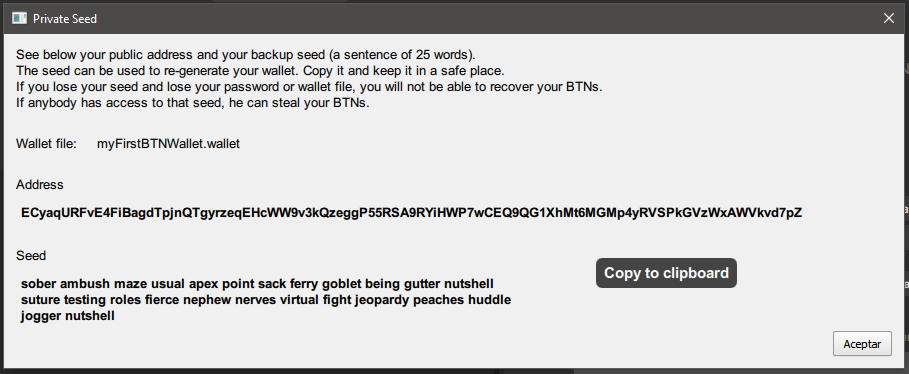 Private Seed
See below your public address and your backup seed (a sentence of 25 words).
The seed can be used to re-generate your wallet. Copy it and keep it in a safe place.
If you lose your seed and lose your password or wallet file, you will not be able to recover your BTNs.
If anybody has access to that seed, he can steal your BTNs.
Wallet file: myFirstBTNWallet.wallet
Address
ECyaqURFvE4FiBagdTpjnQTgyrzeqEHcWW9v3kQzeggP55RSA9RYiHWP7wCEQ9QG1XhMt6MGMp4yRVSPkGVzWxAWVkvd7pZ
Seed
sober ambush maze usual apex point sack ferry goblet being gutter nutshell
Copy to clipboard
suture testing roles fierce nephew nerves virtual fight jeopardy peaches huddle
jogger nutshell
Aceptar